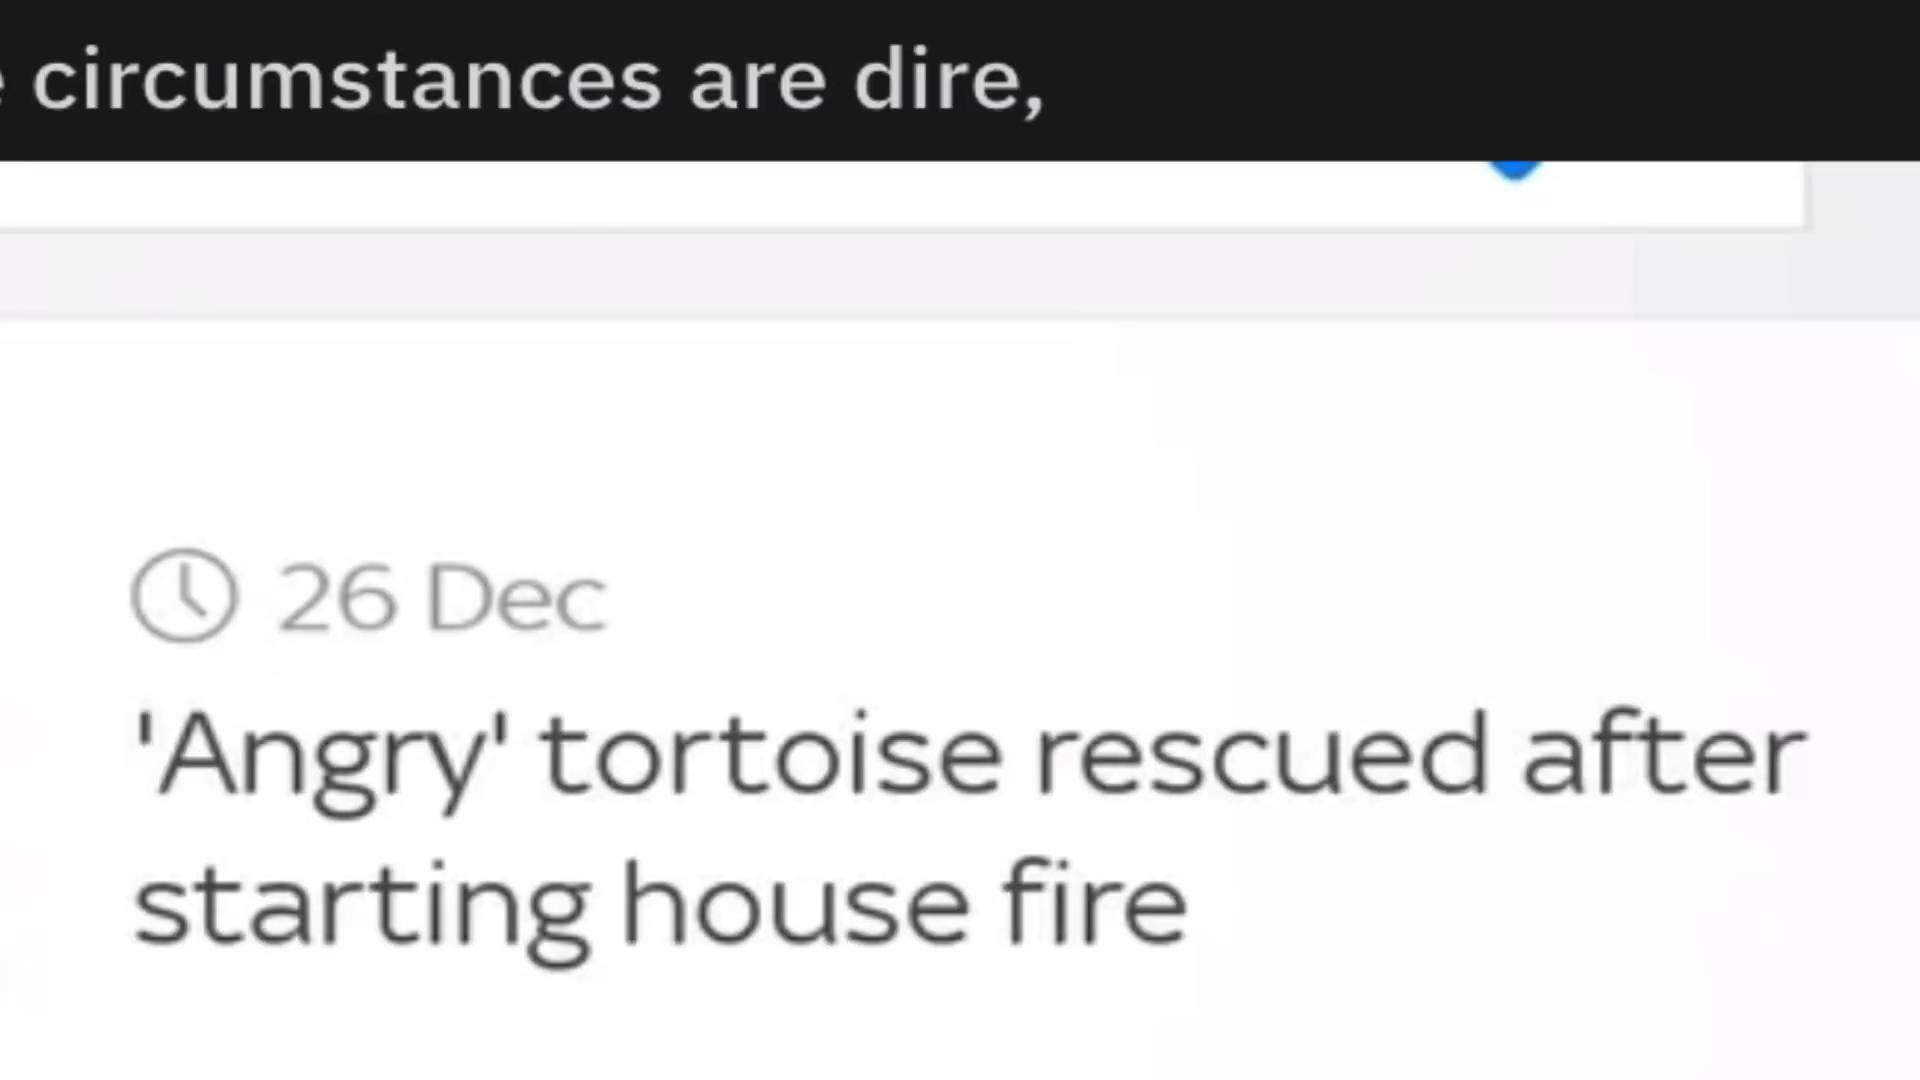 circumstances are dire,
26 Dec
'Angry' tortoise rescued after
starting house fire